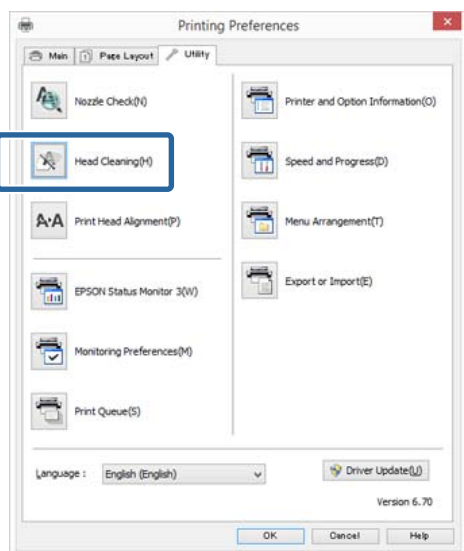 Printing Preferences
Main
Page Layout
Utility
Nozzle Check(N)
Head Cleaning(H)
Print Head Alignment(P)
EPSON Status Monitor 3(W)
Monitoring Preferences(M)
Print Queue(S)
Printer and Option Information(O)
Speed and Progress(D)
Menu Arrangement(T)
Export or Import(E)
Language :
English (English)
Driver Update(U)
Version 6.70
OK
Cancel
Help